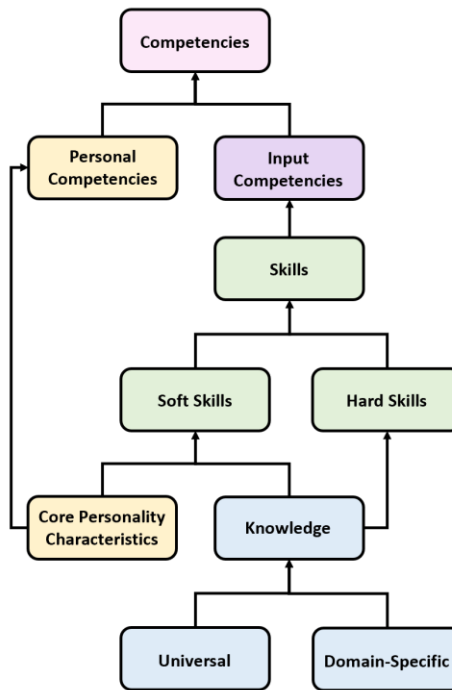 Competencies
Personal
Competencies
Input
Competencies
Skills
Soft Skills
Hard Skills
Core Personality
Characteristics
Knowledge
Universal
Domain-Specific